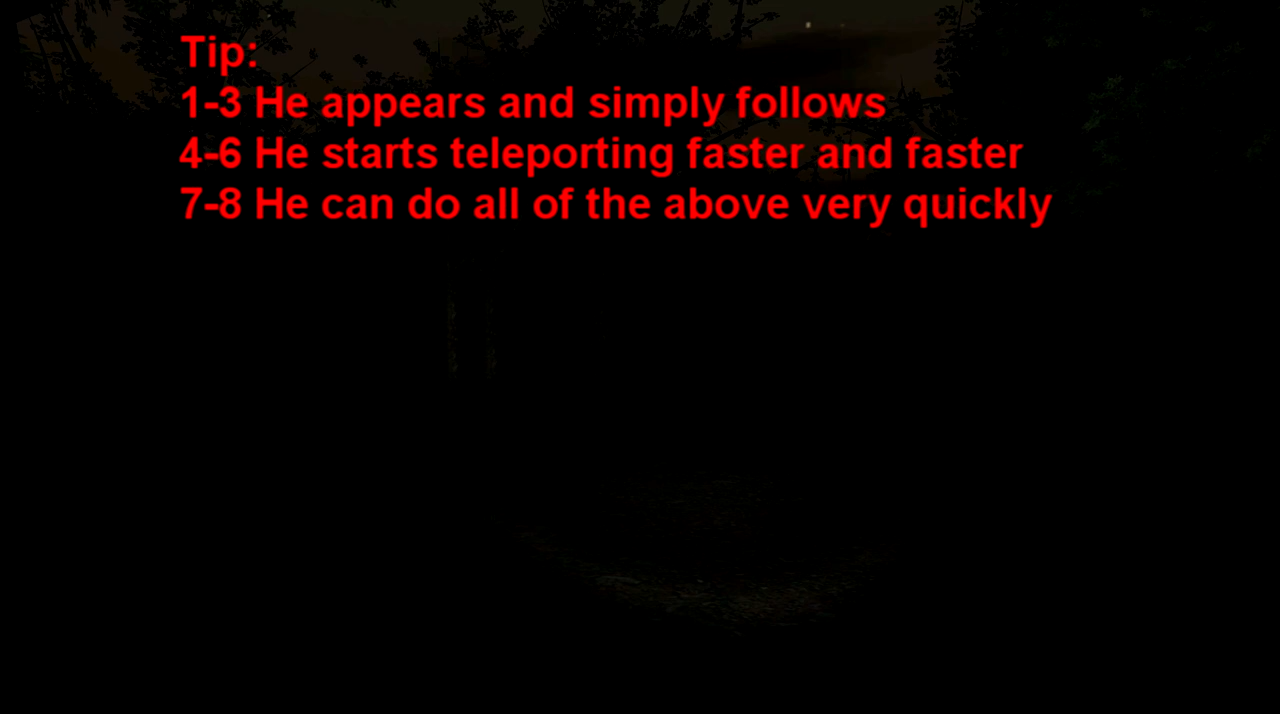 Tip:
1-3 He appears and simply follows
4-6 He starts teleporting faster and faster
7-8 He can do all of the above very quickly